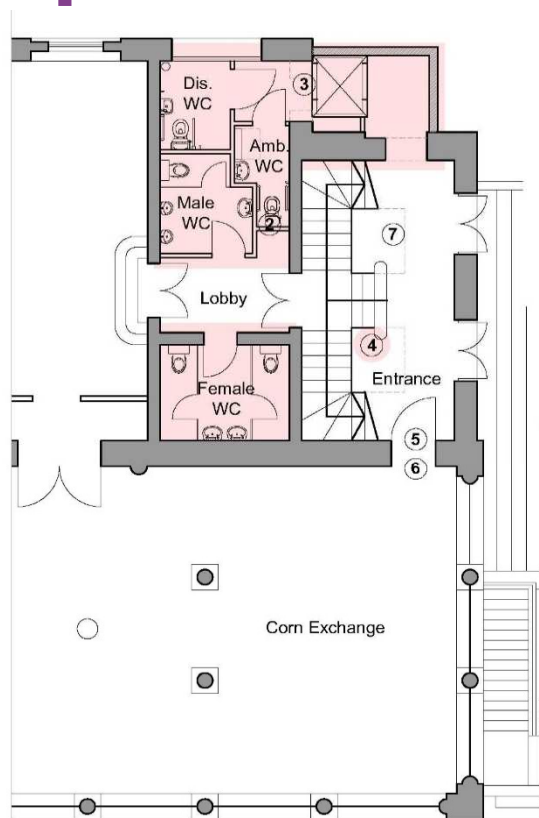 Dis.
WC
3
Amb.
WC
Male
WC
2
7
Lobby
4
Entrance
Female
WC
5
6
Corn Exchange